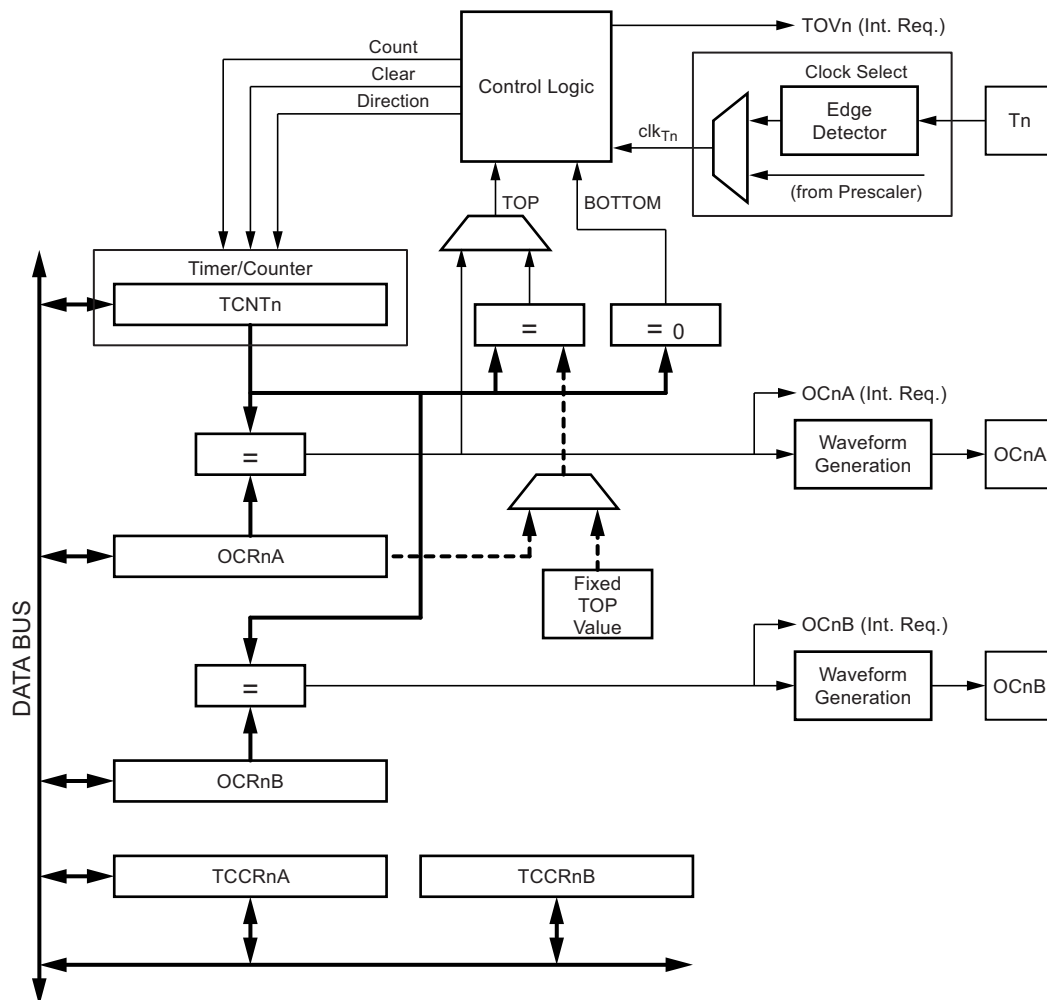 TOVn (Int. Req.)
Count
Clear
Direction
Control Logic
Clock Select
Edge
Detector
Tn
clkTn
(from Prescaler)
TOP
BOTTOM
Timer/Counter
TCNTn
=
= 0
OCnA (Int. Req.)
=
Waveform
Generation
OCnA
OCRnA
Fixed
TOP
Value
OCnB (Int. Req.)
=
Waveform
Generation
OCnB
DATA BUS
OCRnB
TCCRnA
TCCRnB